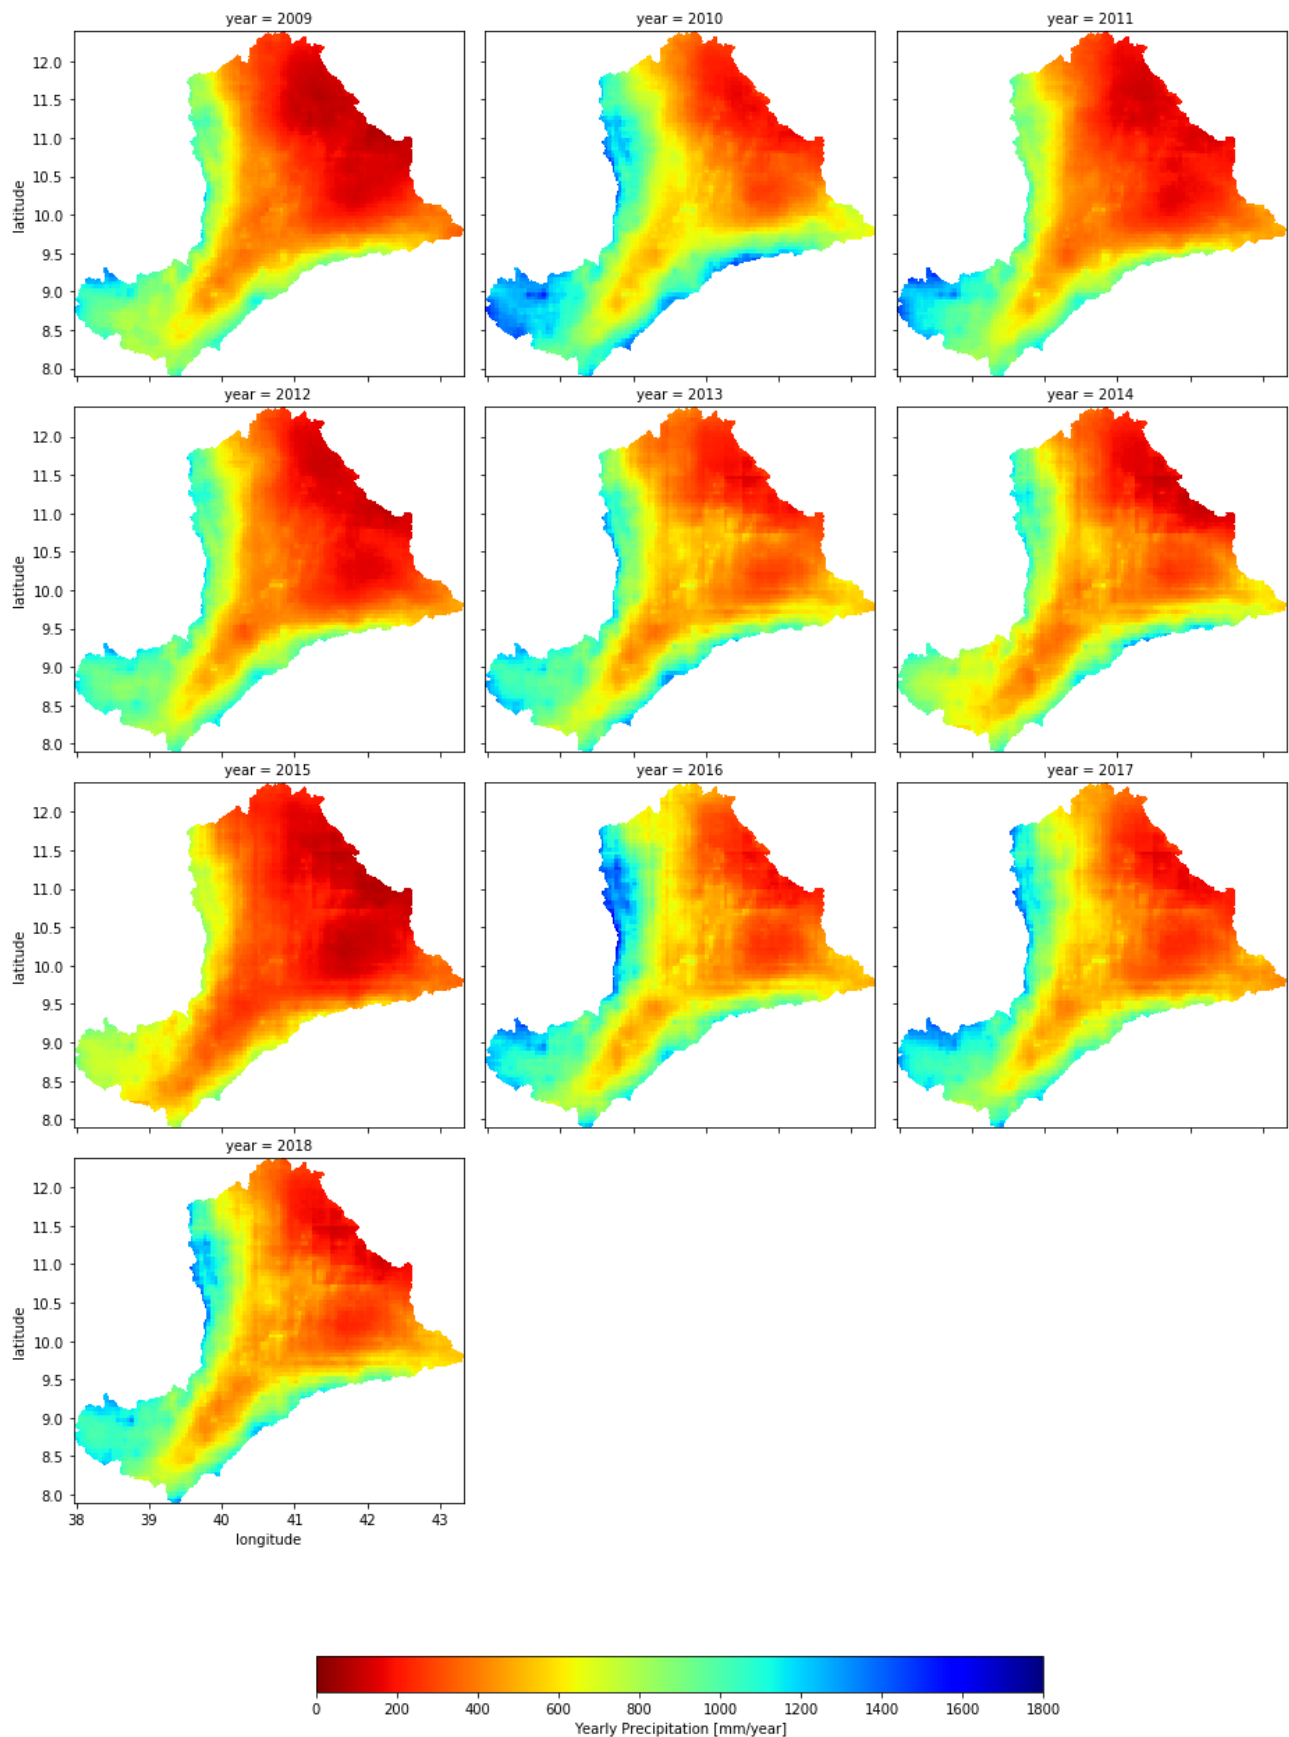 year = 2009
year = 2010
year = 2011
latitude
12.0
11.5
11.0
10.5
10.0
9.5
9.0
8.5
8.0
year = 2012
year = 2013
year = 2014
latitude
12.0
11.5
11.0
10.5
10.0
9.5
9.0
8.5
8.0
year = 2015
year = 2016
year = 2017
latitude
12.0
11.5
11.0
10.5
10.0
9.5
9.0
8.5
8.0
year = 2018
latitude
12.0
11.5
11.0
10.5
10.0
9.5
9.0
8.5
8.0
38 39 40 41 42 43
longitude
0 200 400 600 800 1000 1200 1400 1600 1800
Yearly Precipitation [mm/year]